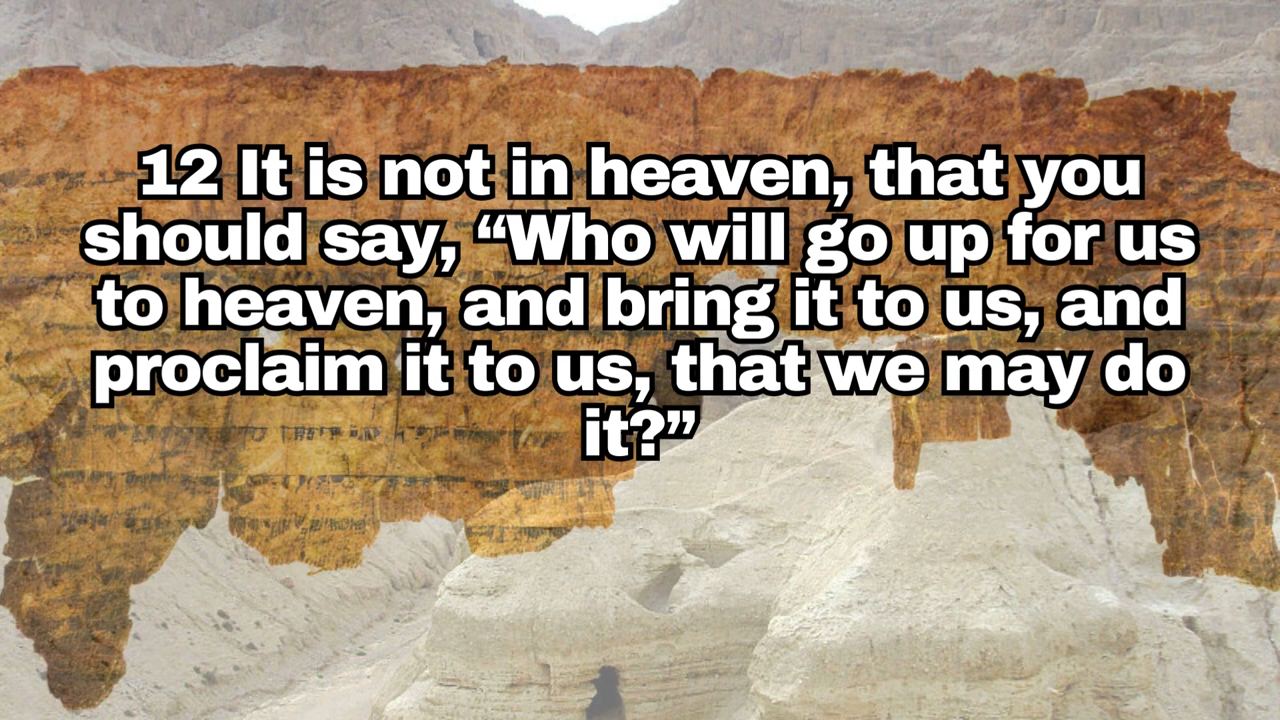 12 It is not in heaven, that you
should say, “Who will go up for us
to heaven, and bring it to us, and
proclaim it to us, that we may do
it?”